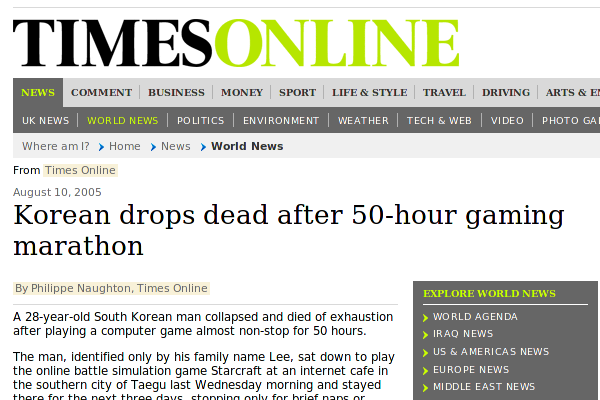 TIMESONLINE
NEWS COMMENT BUSINESS MONEY SPORT LIFE & STYLE TRAVEL DRIVING ARTS & EN
UK NEWS WORLD NEWS POLITICS ENVIRONMENT WEATHER TECH & WEB VIDEO PHOTO GAL
Where am I? Home News World News
From Times Online
August 10, 2005
Korean drops dead after 50-hour gaming
marathon
By Philippe Naughton, Times Online
A 28-year-old South Korean man collapsed and died of exhaustion
after playing a computer game almost non-stop for 50 hours.
The man, identified only by his family name Lee, sat down to play
the online battle simulation game Starcraft at an internet cafe in
the southern city of Taegu last Wednesday morning and stayed
there for the next three days, stopping only for brief naps or
EXPLORE WORLD NEWS
WORLD AGENDA
IRAQ NEWS
US & AMERICAS NEWS
EUROPE NEWS
MIDDLE EAST NEWS